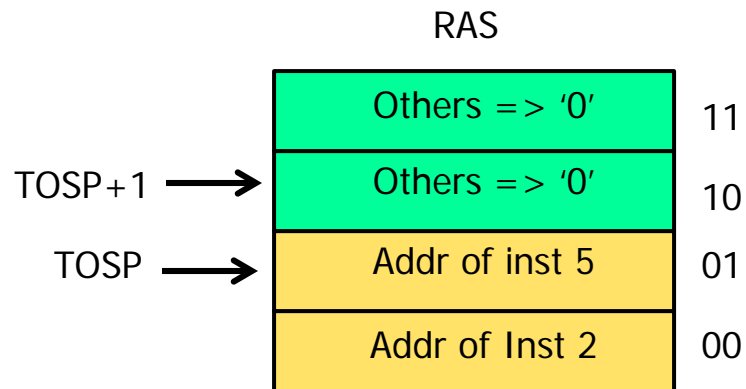 RAS
Others => ‘0’ 11
TOSP+1 Others => ‘0’ 10
TOSP Addr of inst 5 01
Addr of Inst 2 00